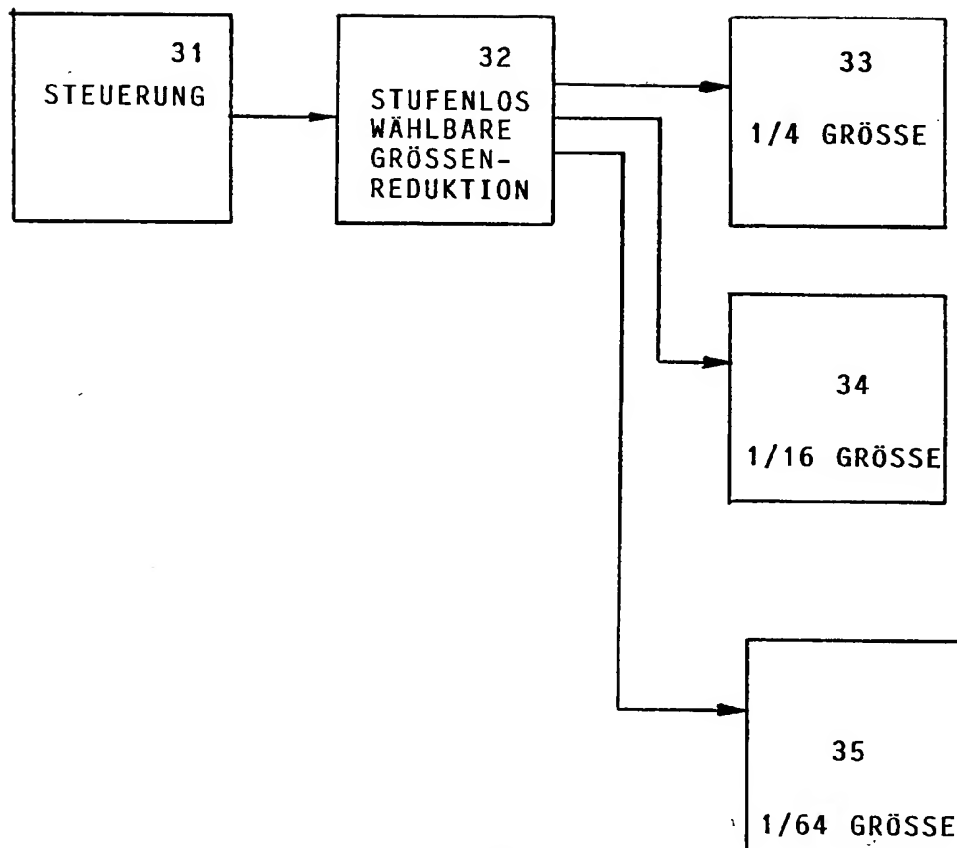 31
STEUERUNG
32
STUFENLOS
WÄHLBARE
GRÖSSEN-
REDUKTION
33
1/4 GRÖSSE
34
1/16 GRÖSSE
35
1/64 GRÖSSE